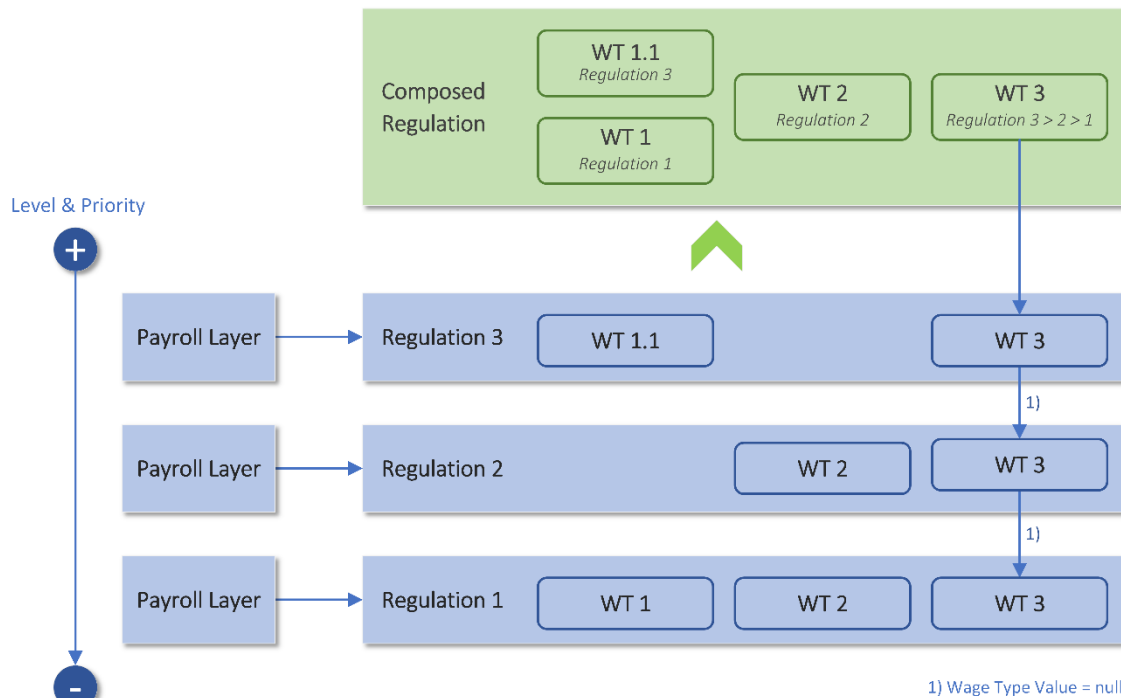 WT 1.1
Regulation 3
Composed
Regulation
WT 2
Regulation 2
WT 3
Regulation 3 > 2 > 1
WT 1
Regulation 1
Level & Priority
+
Payroll Layer
Regulation 3
WT 1.1
WT 3
1)
Payroll Layer
Regulation 2
WT 2
WT 3
1)
Payroll Layer
Regulation 1
WT 1
WT 2
WT 3
-
1) Wage Type Value = null